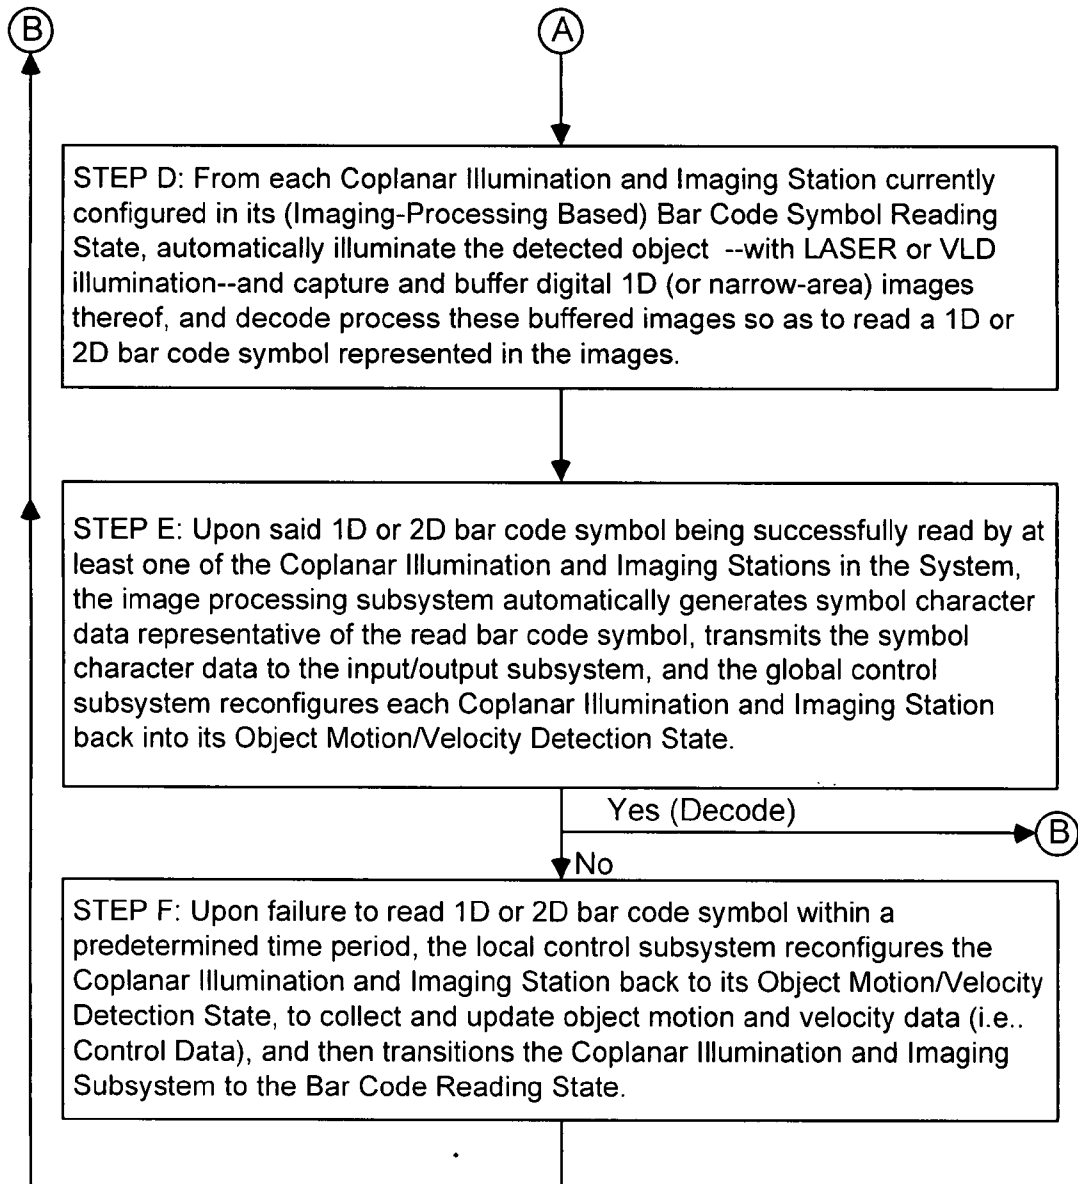 B
A
STEP D: From each Coplanar Illumination and Imaging Station currently
configured in its (Imaging-Processing Based) Bar Code Symbol Reading
State, automatically illuminate the detected object --with LASER or VLD
illumination--and capture and buffer digital 1D (or narrow-area) images
thereof, and decode process these buffered images so as to read a 1D or
2D bar code symbol represented in the images.
STEP E: Upon said 1D or 2D bar code symbol being successfully read by at
least one of the Coplanar Illumination and Imaging Stations in the System,
the image processing subsystem automatically generates symbol character
data representative of the read bar code symbol, transmits the symbol
character data to the input/output subsystem, and the global control
subsystem reconfigures each Coplanar Illumination and Imaging Station
back into its Object Motion/Velocity Detection State.
Yes (Decode)
B
No
STEP F: Upon failure to read 1D or 2D bar code symbol within a
predetermined time period, the local control subsystem reconfigures the
Coplanar Illumination and Imaging Station back to its Object Motion/Velocity
Detection State, to collect and update object motion and velocity data (i.e..
Control Data), and then transitions the Coplanar Illumination and Imaging
Subsystem to the Bar Code Reading State.